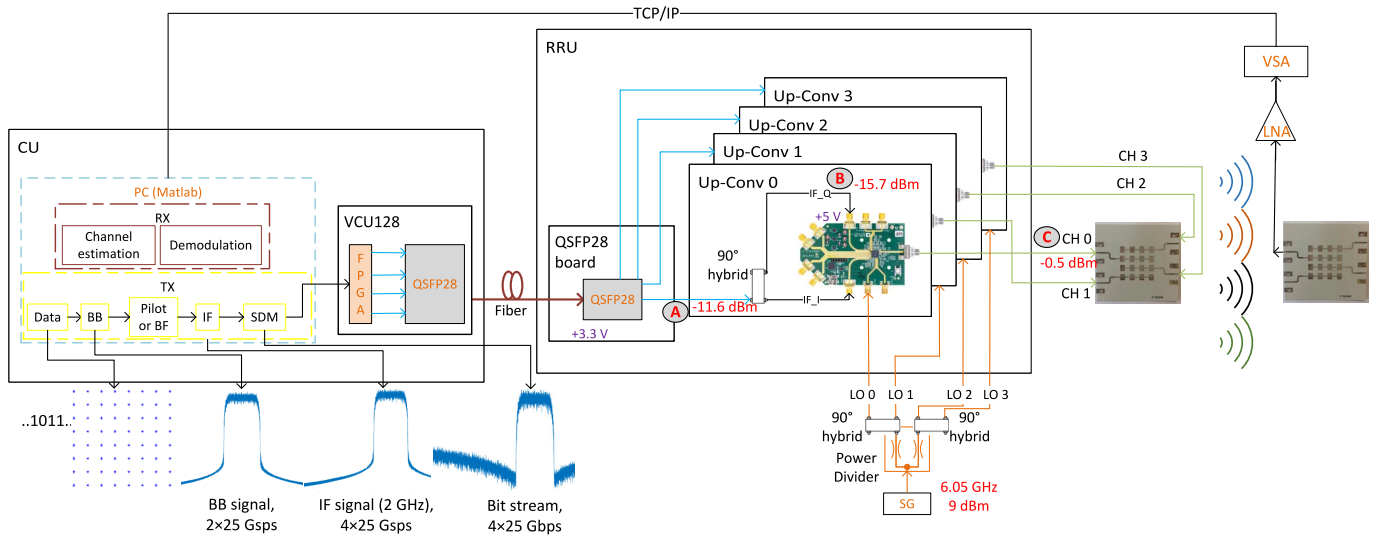 TCP/IP
RRU
VSA
LNA
Up-Conv 3
Up-Conv 2
Up-Conv 1
Up-Conv 0
CH 3
CH 2
C
CH 0
-0.5 dBm
CH 1
B
-15.7 dBm
IF_Q
+5 V
90°
hybrid
IF_I
CU
PC (Matlab)
RX
Channel
estimation
Demodulation
TX
Data
BB
Pilot
or BF
IF
SDM
VCU128
F
P
G
A
QSFP28
Fiber
QSFP28
board
QSFP28
+3.3 V
A
-11.6 dBm
LO 0
LO 1
LO 2
LO 3
90°
hybrid
90°
hybrid
Power
Divider
SG
6.05 GHz
9 dBm
..1011..
BB signal,
2×25 Gsps
IF signal (2 GHz),
4×25 Gsps
Bit stream,
4×25 Gbps